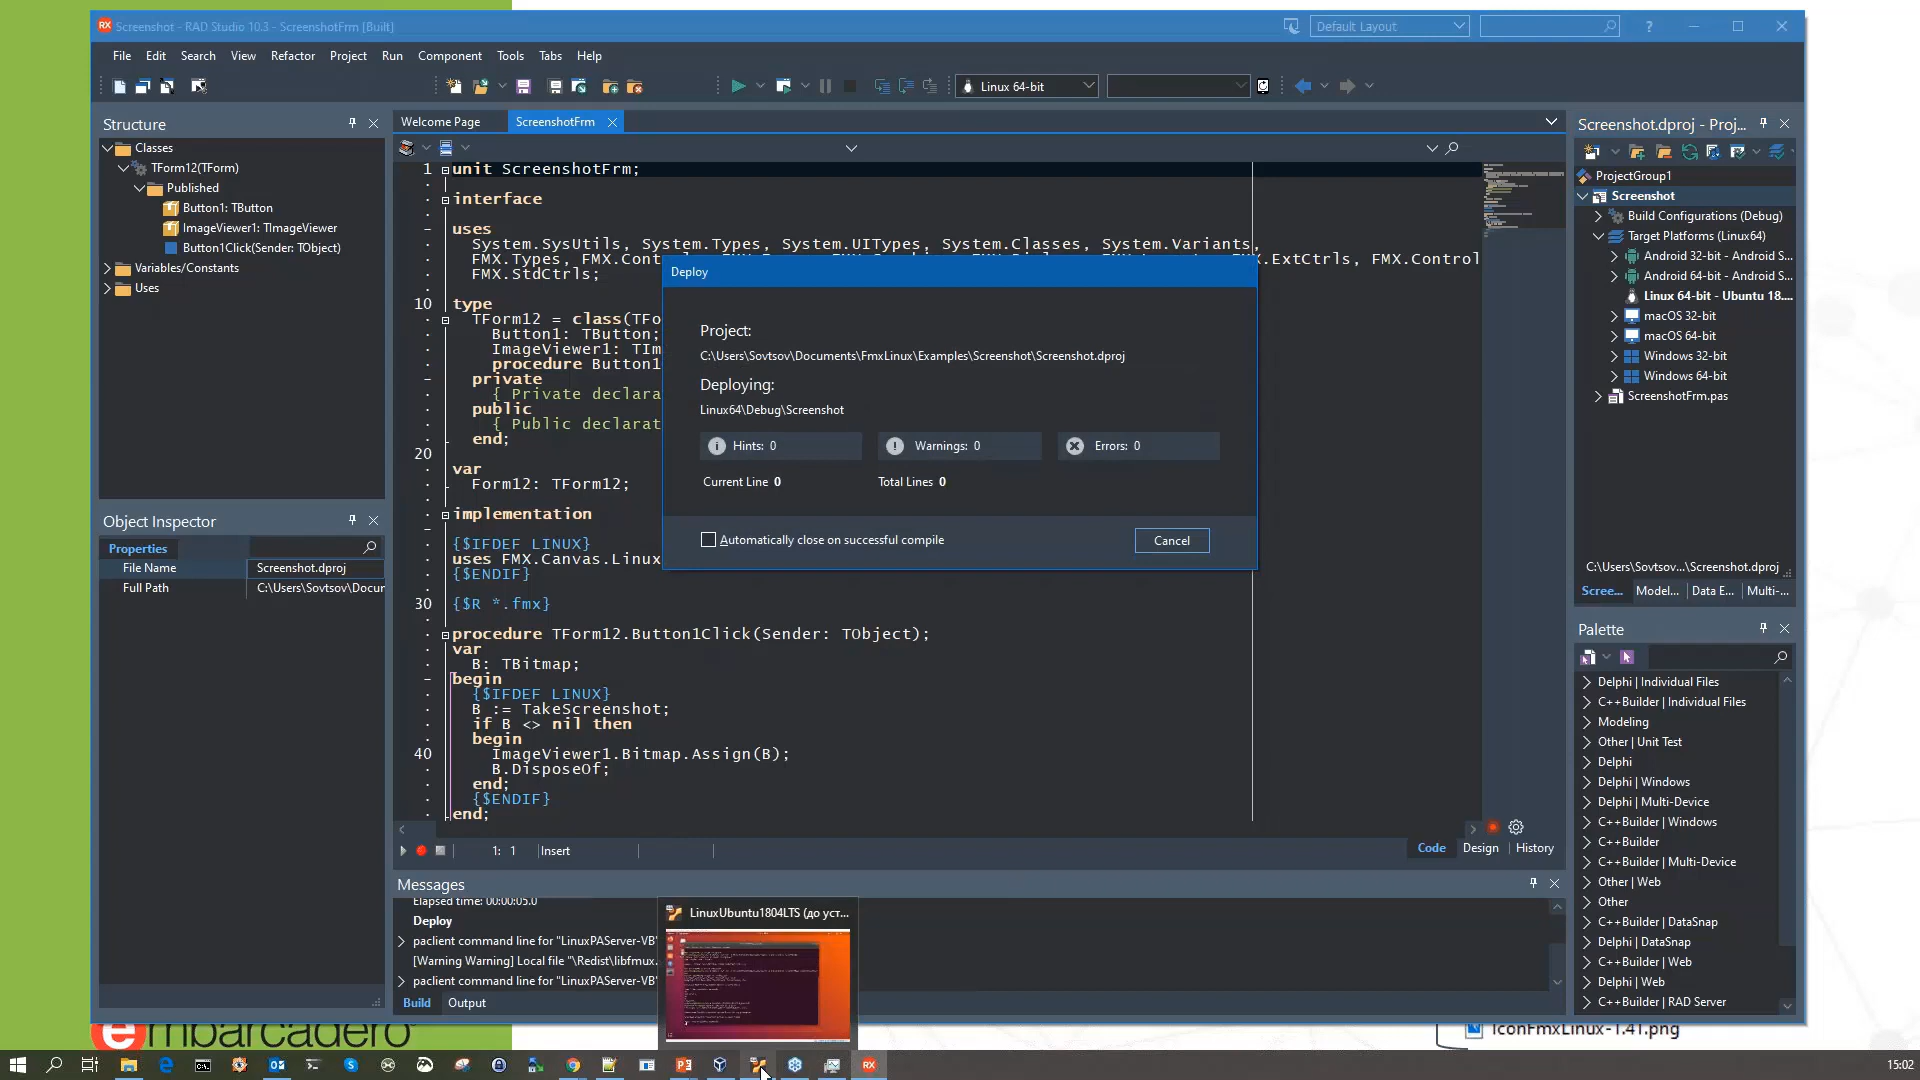 Screenshot - RAD Studio 10.3 - ScreenshotFrm [Built]
Default Layout
File Edit Search View Refactor Project Run Component Tools Tabs Help
Linux 64-bit
Structure
Classes
TForm12(TForm)
Published
Button1: TButton
ImageViewer1: TImageViewer
Button1Click(Sender: TObject)
Variables/Constants
Uses
Object Inspector
Properties
File Name Screenshot.dproj
Full Path C:\Users\Sovtsov\Docur
Welcome Page ScreenshotFrm
1 unit ScreenshotFrm;
interface
uses
System.SysUtils, System.Types, System.UITypes, System.Classes, System.Variants,
FMX.Types, FMX.Cont .ExtCtrls, FMX.Control
FMX.StdCtrls;
10 type
TForm12 = class(TFo
Button1: TButton;
ImageViewer1: TIm
procedure Button1
private
{ Private declara
public
{ Public declarat
end;
20
var
Form12: TForm12;
implementation
{$IFDEF LINUX}
uses FMX.Canvas.Linux
{$ENDIF}
30 {$R *.fmx}
procedure TForm12.Button1Click(Sender: TObject);
var
B: TBitmap;
begin
{$IFDEF LINUX}
B := TakeScreenshot;
if B <> nil then
begin
40 ImageViewer1.Bitmap.Assign(B);
B.DisposeOf;
end;
{$ENDIF}
end;
1: 1 Insert
Code Design History
Deploy
Project:
C:\Users\Sovtsov\Documents\FmxLinux\Examples\Screenshot\Screenshot.dproj
Deploying:
Linux64\Debug\Screenshot
Hints: 0 Warnings: 0 Errors: 0
Current Line 0 Total Lines 0
Automatically close on successful compile
Cancel
Messages
Elapsed time: 00:00:05.0
Deploy
paclient command line for "LinuxPAServer-VB"
[Warning Warning] Local file "\Redist\libfmux.
paclient command line for "LinuxPAServer-VB"
Build Output
LinuxUbuntu1804LTS (до уст...
Screenshot.dproj - Proj...
ProjectGroup1
Screenshot
Build Configurations (Debug)
Target Platforms (Linux64)
Android 32-bit - Android S...
Android 64-bit - Android S...
Linux 64-bit - Ubuntu 18....
macOS 32-bit
macOS 64-bit
Windows 32-bit
Windows 64-bit
ScreenshotFrm.pas
C:\Users\Sovtsov...\Screenshot.dproj
Scree... Model... Data E... Multi-...
Palette
Delphi | Individual Files
C++Builder | Individual Files
Modeling
Other | Unit Test
Delphi
Delphi | Windows
Delphi | Multi-Device
C++Builder | Windows
C++Builder
C++Builder | Multi-Device
Other | Web
Other
C++Builder | DataSnap
Delphi | DataSnap
C++Builder | Web
Delphi | Web
C++Builder | RAD Server
embarcadero
IconFmxLinux-1.41.png
15:02